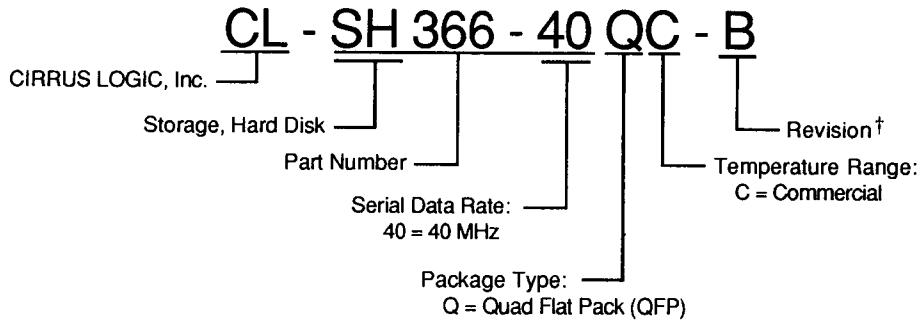 CL - SH 366 - 40 Q C - B
CIRRUS LOGIC, Inc.
Storage, Hard Disk
Revision†
Part Number
Temperature Range:
C = Commercial
Serial Data Rate:
40 = 40 MHz
Package Type:
Q = Quad Flat Pack (QFP)